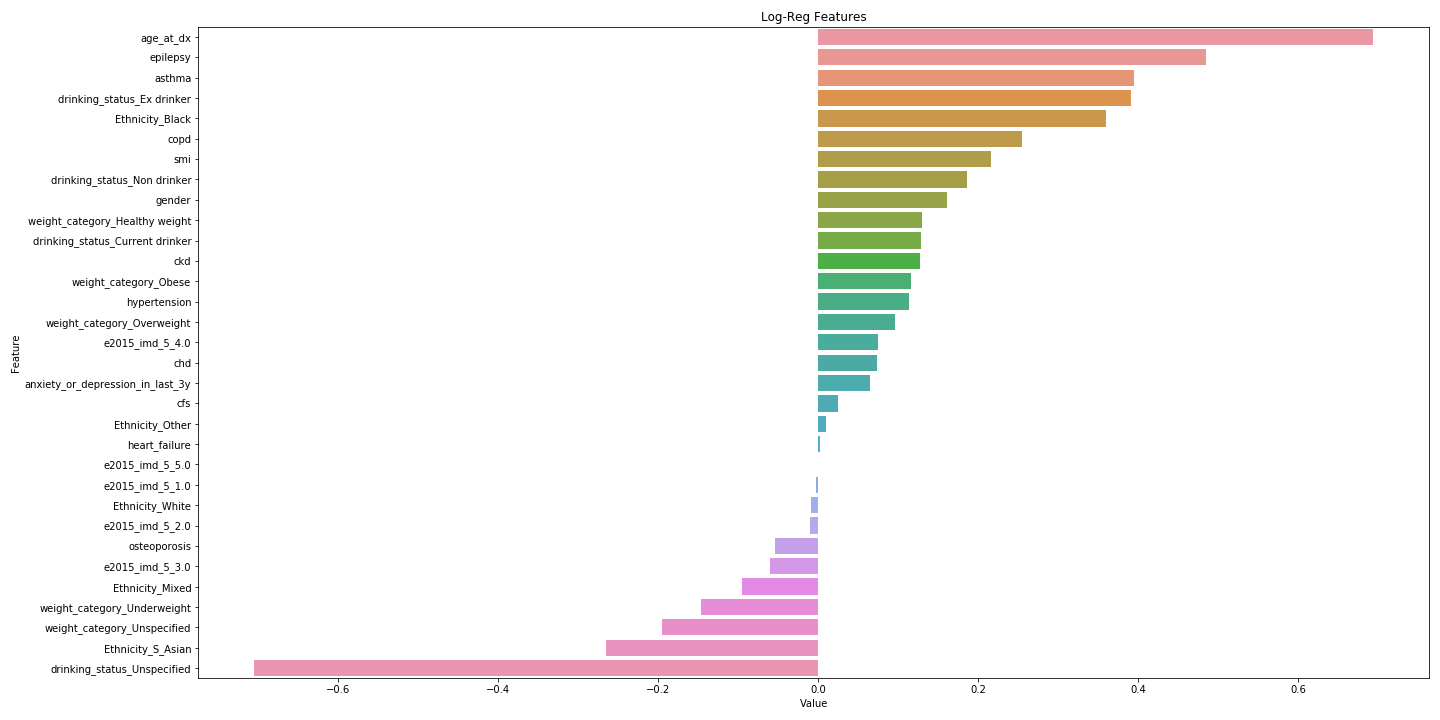 Log-Reg Features
age_at_dx
epilepsy
asthma
drinking_status_Ex drinker
Ethnicity_Black
copd
smi
drinking_status_Non drinker
gender
weight_category_Healthy weight
drinking_status_Current drinker
ckd
weight_category_Obese
hypertension
weight_category_Overweight
e2015_imd_5_4.0
chd
anxiety_or_depression_in_last_3y
cfs
Ethnicity_Other
heart_failure
e2015_imd_5_5.0
e2015_imd_5_1.0
Ethnicity_White
e2015_imd_5_2.0
osteoporosis
e2015_imd_5_3.0
Ethnicity_Mixed
weight_category_Underweight
weight_category_Unspecified
Ethnicity_S_Asian
drinking_status_Unspecified
Feature
−0.6 −0.4 −0.2 0.0 0.2 0.4 0.6
Value